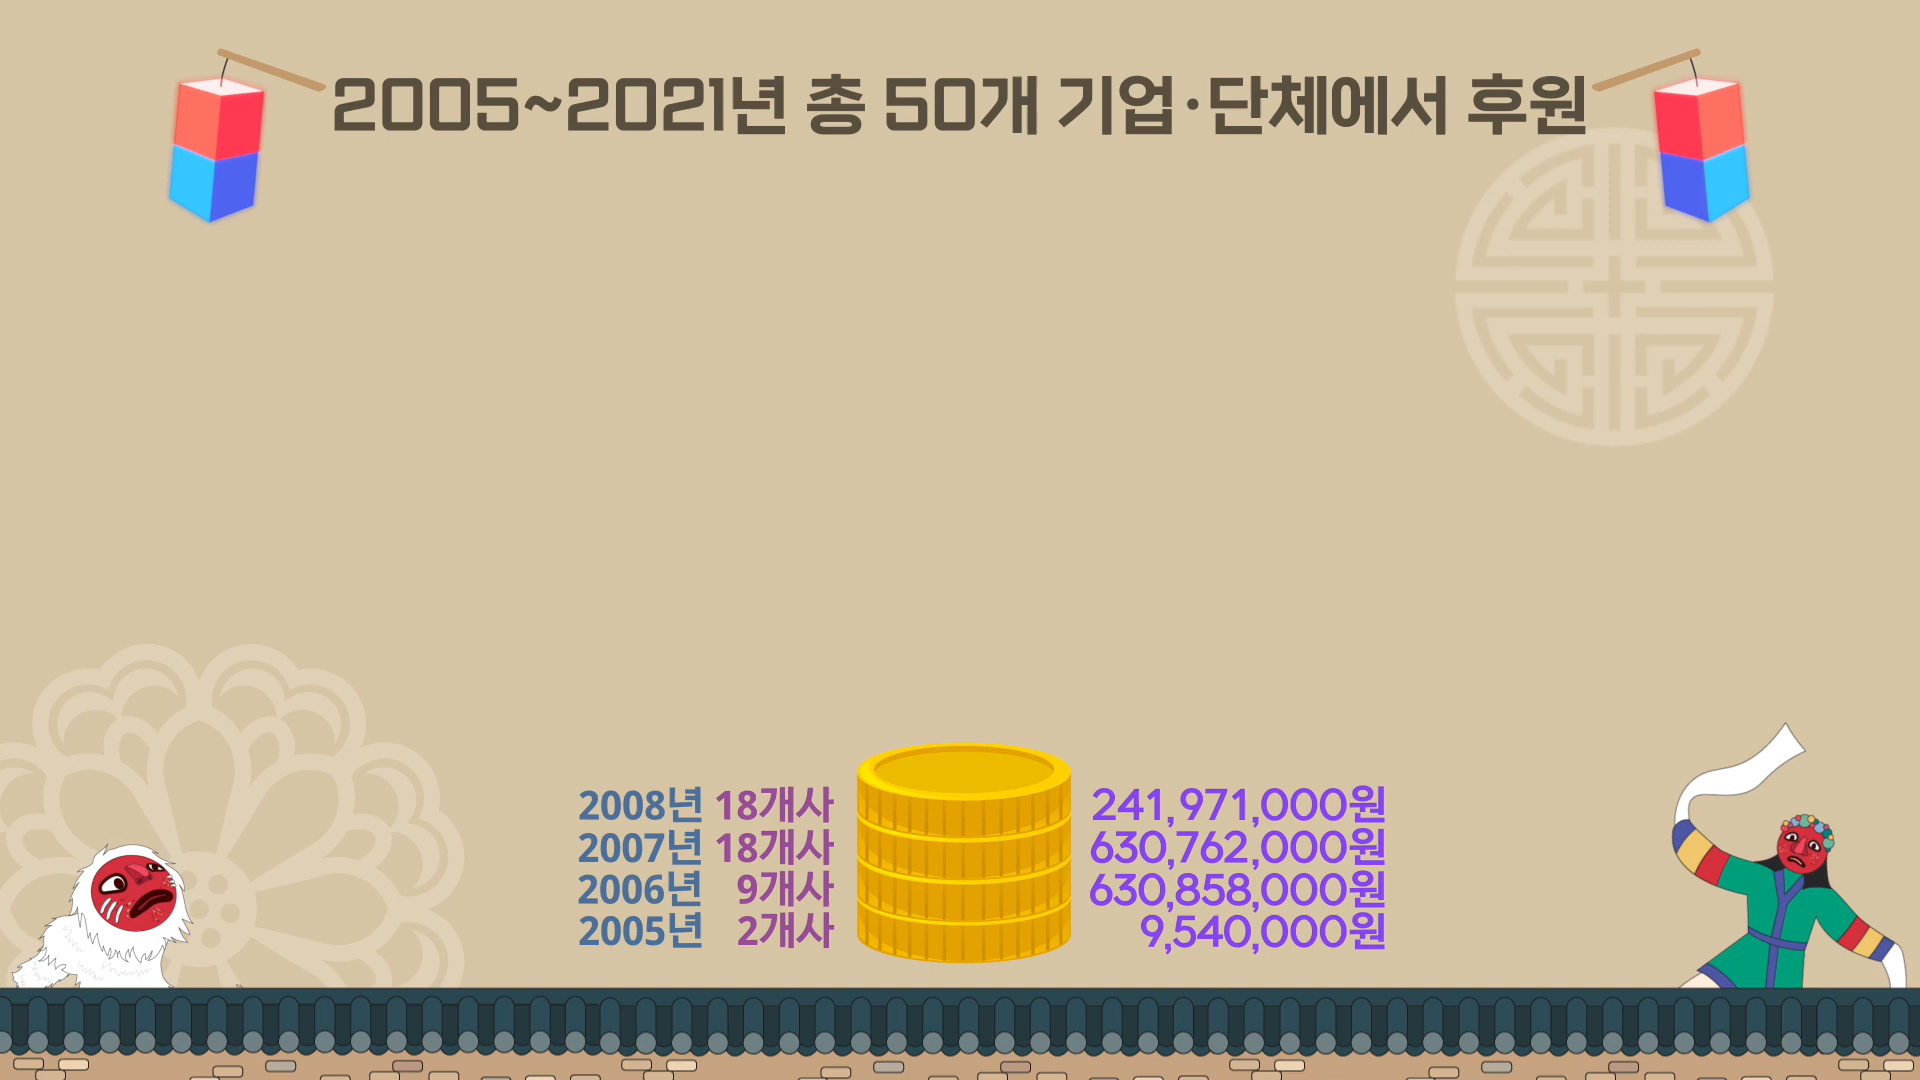 2005~2021년 총 50개 기업·단체에서 후원
2008년 18개사 241,971,000원
2007년 18개사 630,762,000원
2006년 9개사 630,858,000원
2005년 2개사 9,540,000원